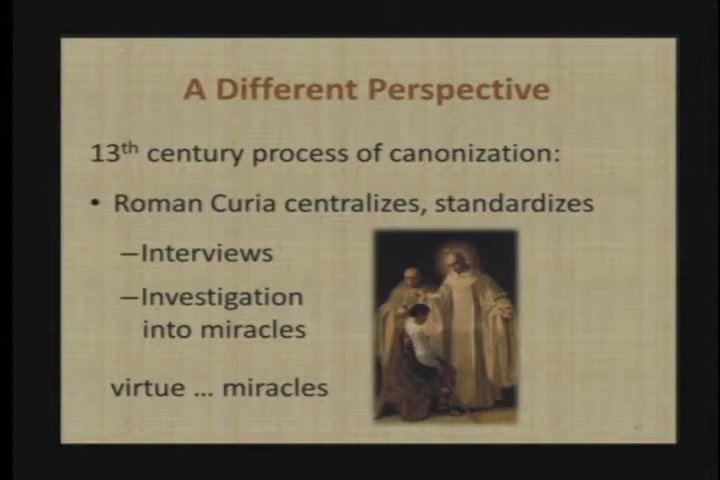 A Different Perspective
13th century process of canonization:
• Roman Curia centralizes, standardizes
–Interviews
–Investigation
into miracles
virtue ... miracles